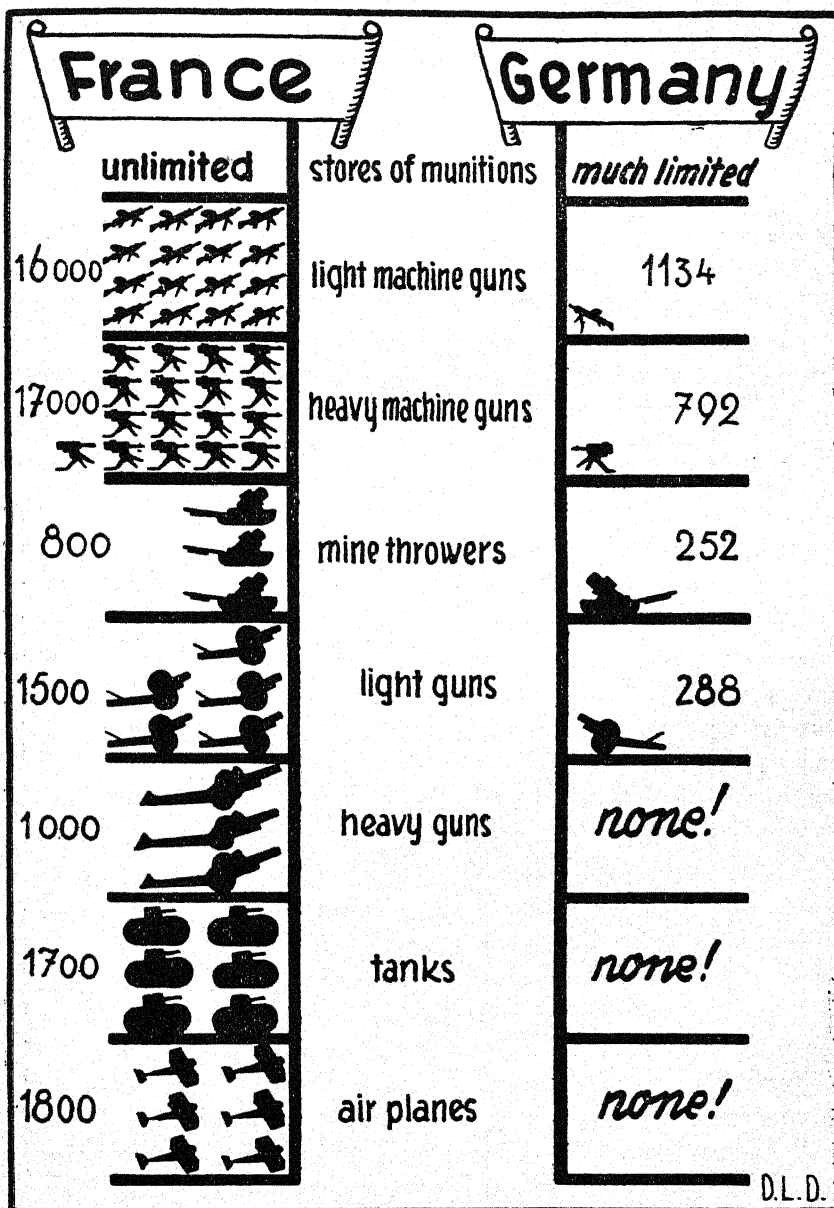 France Germany
unlimited stores of munitions much limited
16000 light machine guns 1134
17000 heavy machine guns 792
800 mine throwers 252
1500 light guns 288
1000 heavy guns none!
1700 tanks none!
1800 air planes none!
D.L.D.